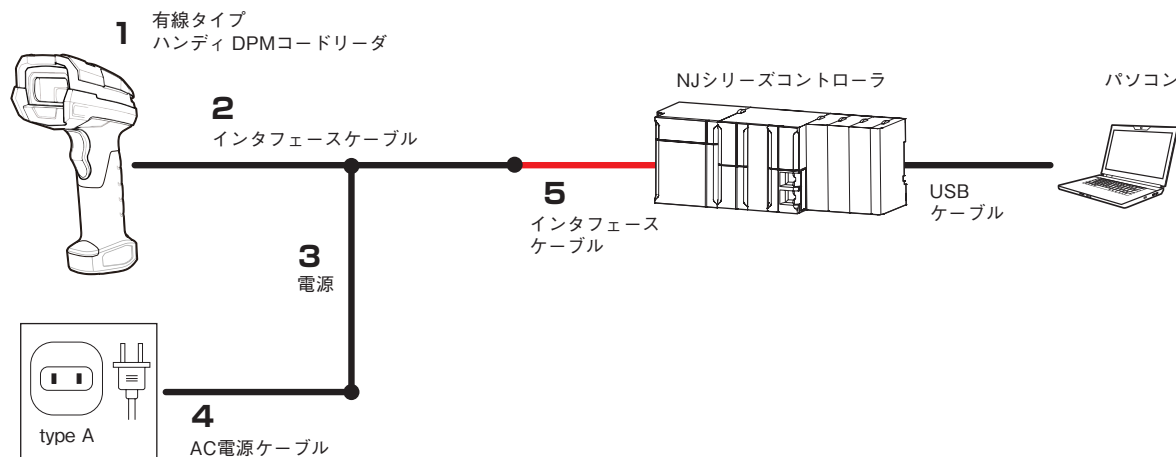 1
有線タイプ
ハンディ DPMコードリーダ
2
インタフェースケーブル
NJシリーズコントローラ
パソコン
5
インタフェース
ケーブル
USB
ケーブル
3
電源
type A
4
AC電源ケーブル